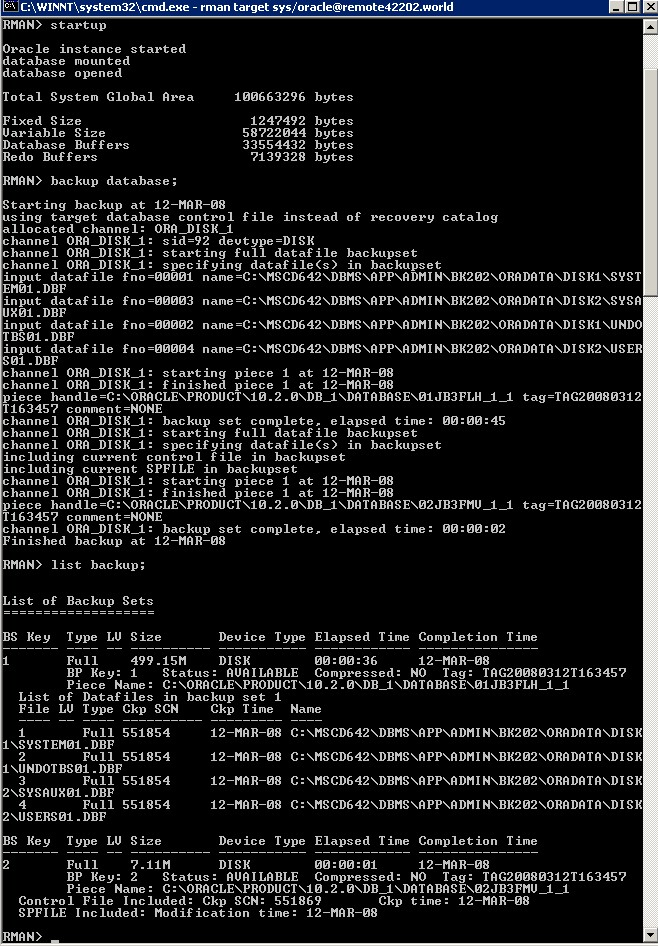 C:\WINNT\system32\cmd.exe - rman target sys/oracle@remote42202.world
RMAN> startup
Oracle instance started
database mounted
database opened
Total System Global Area     100663296 bytes
Fixed Size                     1247492 bytes
Variable Size                 58722044 bytes
Database Buffers              33554432 bytes
Redo Buffers                   7139328 bytes
RMAN> backup database;
Starting backup at 12-MAR-08
using target database control file instead of recovery catalog
allocated channel: ORA_DISK_1
channel ORA_DISK_1: sid=92 devtype=DISK
channel ORA_DISK_1: starting full datafile backupset
channel ORA_DISK_1: specifying datafile(s) in backupset
input datafile fno=00001 name=C:\MSCD642\DBMS\APP\ADMIN\BK202\ORADATA\DISK1\SYST
EM01.DBF
input datafile fno=00003 name=C:\MSCD642\DBMS\APP\ADMIN\BK202\ORADATA\DISK2\SYSA
UX01.DBF
input datafile fno=00002 name=C:\MSCD642\DBMS\APP\ADMIN\BK202\ORADATA\DISK1\UNDO
TBS01.DBF
input datafile fno=00004 name=C:\MSCD642\DBMS\APP\ADMIN\BK202\ORADATA\DISK2\USER
S01.DBF
channel ORA_DISK_1: starting piece 1 at 12-MAR-08
channel ORA_DISK_1: finished piece 1 at 12-MAR-08
piece handle=C:\ORACLE\PRODUCT\10.2.0\DB_1\DATABASE\01JB3FLH_1_1 tag=TAG20080312
T163457 comment=NONE
channel ORA_DISK_1: backup set complete, elapsed time: 00:00:45
channel ORA_DISK_1: starting full datafile backupset
channel ORA_DISK_1: specifying datafile(s) in backupset
including current control file in backupset
including current SPFILE in backupset
channel ORA_DISK_1: starting piece 1 at 12-MAR-08
channel ORA_DISK_1: finished piece 1 at 12-MAR-08
piece handle=C:\ORACLE\PRODUCT\10.2.0\DB_1\DATABASE\02JB3FMV_1_1 tag=TAG20080312
T163457 comment=NONE
channel ORA_DISK_1: backup set complete, elapsed time: 00:00:02
Finished backup at 12-MAR-08
RMAN> list backup;
List of Backup Sets
===================
BS Key  Type LV Size       Device Type Elapsed Time Completion Time
------- ---- -- ---------- ----------- ------------ ---------------
1       Full    499.15M    DISK        00:00:36     12-MAR-08
        BP Key: 1   Status: AVAILABLE  Compressed: NO  Tag: TAG20080312T163457
        Piece Name: C:\ORACLE\PRODUCT\10.2.0\DB_1\DATABASE\01JB3FLH_1_1
  List of Datafiles in backup set 1
  File LV Type Ckp SCN    Ckp Time  Name
  ---- -- ---- ---------- --------- ----
  1       Full 551854     12-MAR-08 C:\MSCD642\DBMS\APP\ADMIN\BK202\ORADATA\DISK
1\SYSTEM01.DBF
  2       Full 551854     12-MAR-08 C:\MSCD642\DBMS\APP\ADMIN\BK202\ORADATA\DISK
1\UNDOTBS01.DBF
  3       Full 551854     12-MAR-08 C:\MSCD642\DBMS\APP\ADMIN\BK202\ORADATA\DISK
2\SYSAUX01.DBF
  4       Full 551854     12-MAR-08 C:\MSCD642\DBMS\APP\ADMIN\BK202\ORADATA\DISK
2\USERS01.DBF
BS Key  Type LV Size       Device Type Elapsed Time Completion Time
------- ---- -- ---------- ----------- ------------ ---------------
2       Full    7.11M      DISK        00:00:01     12-MAR-08
        BP Key: 2   Status: AVAILABLE  Compressed: NO  Tag: TAG20080312T163457
        Piece Name: C:\ORACLE\PRODUCT\10.2.0\DB_1\DATABASE\02JB3FMV_1_1
  Control File Included: Ckp SCN: 551869       Ckp time: 12-MAR-08
  SPFILE Included: Modification time: 12-MAR-08
RMAN> _